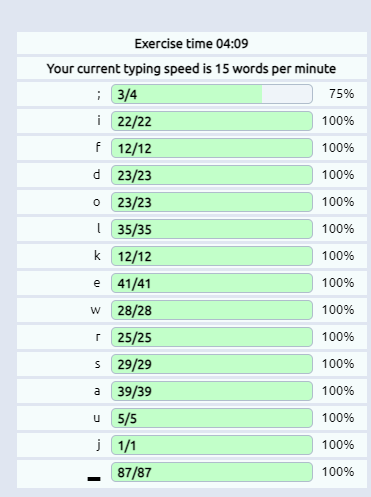 Exercise time 04:09
Your current typing speed is 15 words per minute
; 3/4 75%
i 22/22 100%
f 12/12 100%
d 23/23 100%
o 23/23 100%
l 35/35 100%
k 12/12 100%
e 41/41 100%
w 28/28 100%
r 25/25 100%
s 29/29 100%
a 39/39 100%
u 5/5 100%
j 1/1 100%
▂ 87/87 100%